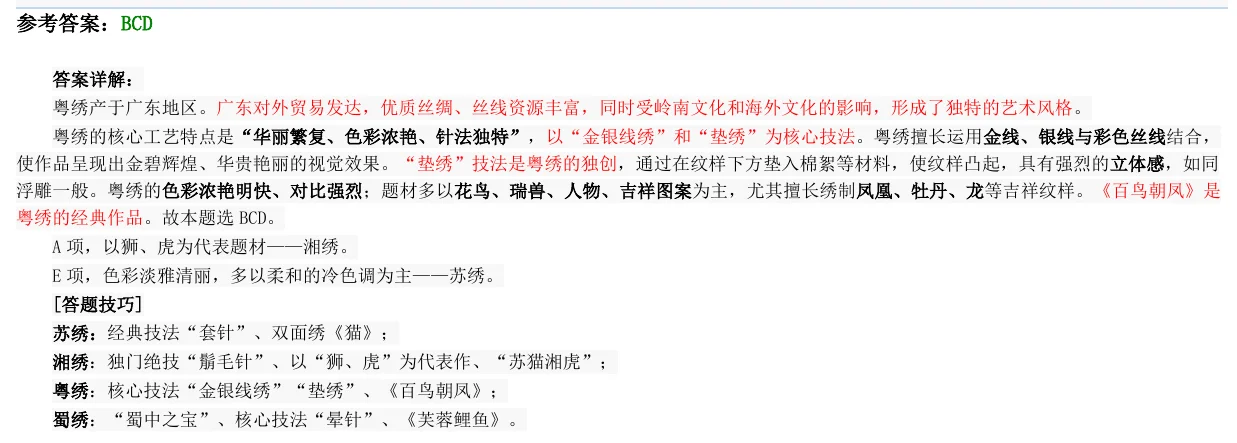 参考答案：BCD
答案详解：
粤绣产于广东地区。广东对外贸易发达，优质丝绸、丝线资源丰富，同时受岭南文化和海外文化的影响，形成了独特的艺术风格。
粤绣的核心工艺特点是“华丽繁复、色彩浓艳、针法独特”，以“金银线绣”和“垫绣”为核心技法。粤绣擅长运用金线、银线与彩色丝线结合，
使作品呈现出金碧辉煌、华贵艳丽的视觉效果。“垫绣”技法是粤绣的独创，通过在纹样下方垫入棉絮等材料，使纹样凸起，具有强烈的立体感，如同
浮雕一般。粤绣的色彩浓艳明快、对比强烈；题材多以花鸟、瑞兽、人物、吉祥图案为主，尤其擅长绣制凤凰、牡丹、龙等吉祥纹样。《百鸟朝凤》是
粤绣的经典作品。故本题选 BCD。
A 项，以狮、虎为代表题材——湘绣。
E 项，色彩淡雅清丽，多以柔和的冷色调为主——苏绣。
[答题技巧]
苏绣：经典技法“套针”、双面绣《猫》；
湘绣：独门绝技“鬅毛针”、以“狮、虎”为代表作、“苏猫湘虎”；
粤绣：核心技法“金银线绣”“垫绣”、《百鸟朝凤》；
蜀绣：“蜀中之宝”、核心技法“晕针”、《芙蓉鲤鱼》。